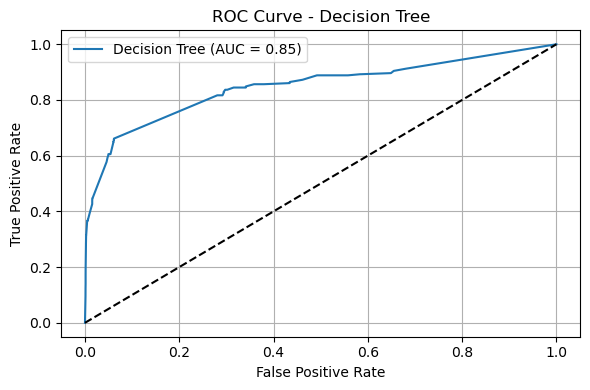 ROC Curve - Decision Tree
Decision Tree (AUC = 0.85)
True Positive Rate
1.0
0.8
0.6
0.4
0.2
0.0
0.0 0.2 0.4 0.6 0.8 1.0
False Positive Rate